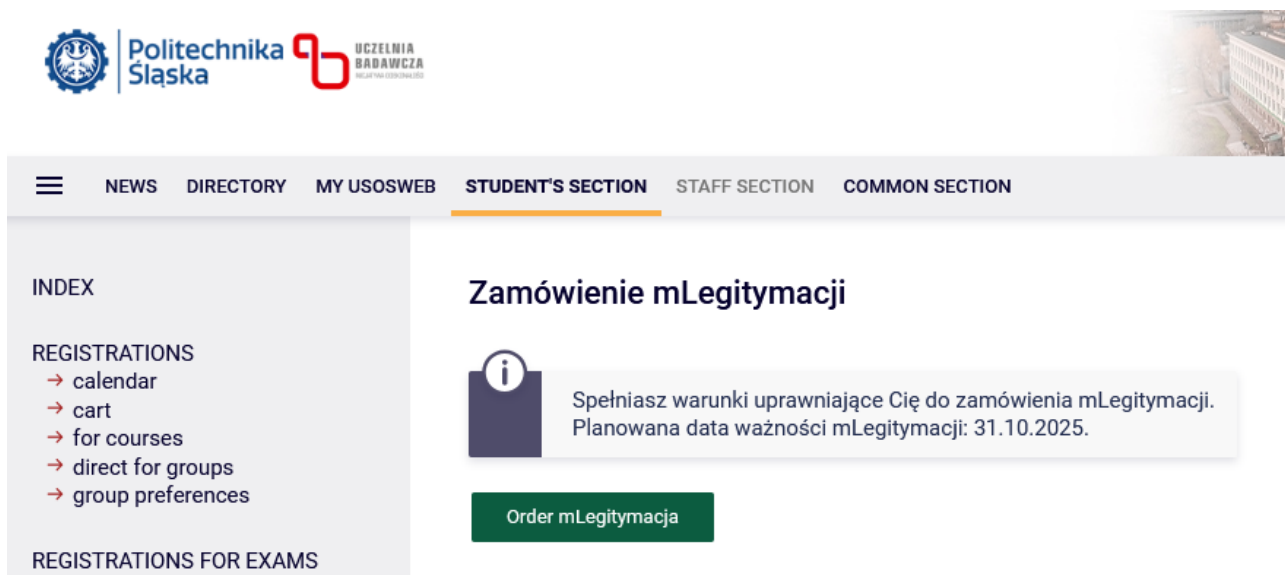 Politechnika
Śląska
UCZELNIA
BADAWCZA
INICJATYWA DOSKONAŁOŚCI
NEWS DIRECTORY MY USOSWEB STUDENT'S SECTION STAFF SECTION COMMON SECTION
INDEX
REGISTRATIONS
→ calendar
→ cart
→ for courses
→ direct for groups
→ group preferences
REGISTRATIONS FOR EXAMS
Zamówienie mLegitymacji
i
Spełniasz warunki uprawniające Cię do zamówienia mLegitymacji.
Planowana data ważności mLegitymacji: 31.10.2025.
Order mLegitymacja